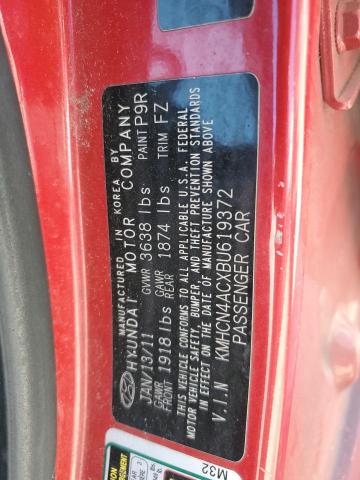 MANUFACTURED IN KOREA BY
HYUNDAI MOTOR COMPANY
JAN/13/11 GVWR 3638 lbs PAINT P9R
GAWR FRONT 1918 lbs GAWR REAR 1874 lbs TRIM FZ
THIS VEHICLE CONFORMS TO ALL APPLICABLE U.S.A. FEDERAL
MOTOR VEHICLE SAFETY, BUMPER, AND THEFT PREVENTION STANDARDS
IN EFFECT ON THE DATE OF MANUFACTURE SHOWN ABOVE
V.I.N KMHCN4ACXBU619372
PASSENGER CAR
M32